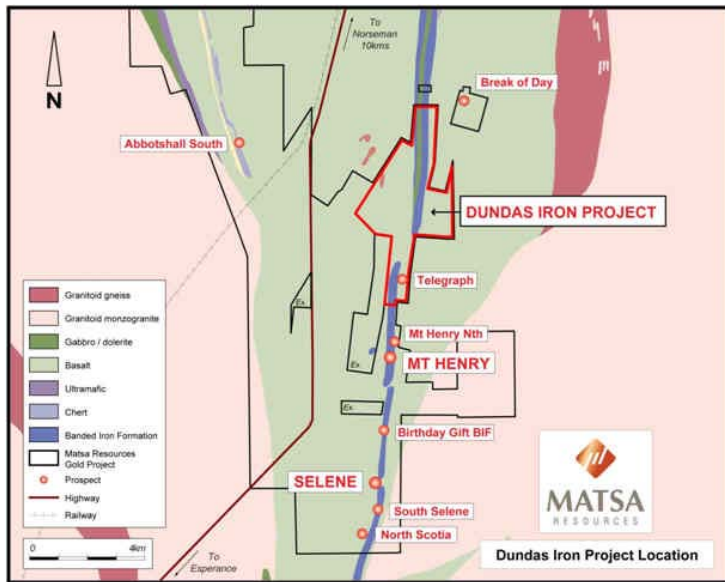 To
Norseman
10kms
N
Break of Day
Abbotshall South
DUNDAS IRON PROJECT
Telegraph
Mt Henry Nth
MT HENRY
Ex.
Ex.
Ex.
Birthday Gift BIF
SELENE
South Selene
North Scotia
To
Esperance
Granitoid gneiss
Granitoid monzogranite
Gabbro / dolerite
Basalt
Ultramafic
Chert
Banded Iron Formation
Matsa Resources
Gold Project
Prospect
Highway
Railway
0 4km
MATSA
RESOURCES
Dundas Iron Project Location